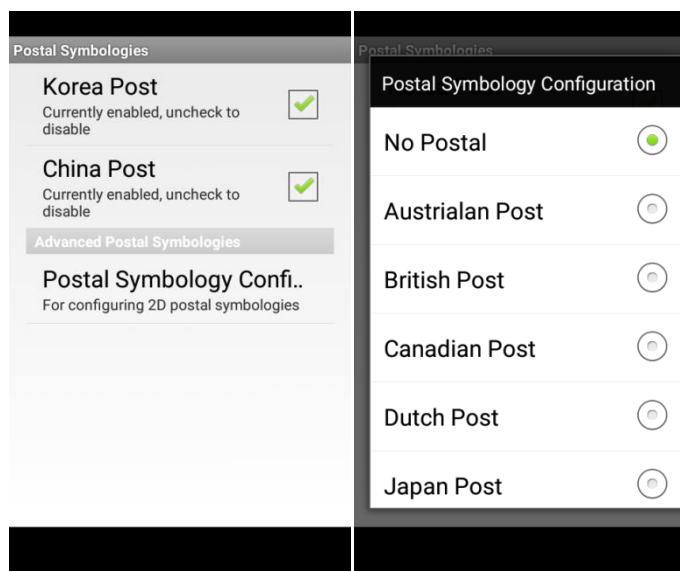 Postal Symbologies
Korea Post
Currently enabled, uncheck to
disable
China Post
Currently enabled, uncheck to
disable
Advanced Postal Symbologies
Postal Symbology Confi..
For configuring 2D postal symbologies
Postal Symbologies
Postal Symbology Configuration
No Postal
Austrialan Post
British Post
Canadian Post
Dutch Post
Japan Post